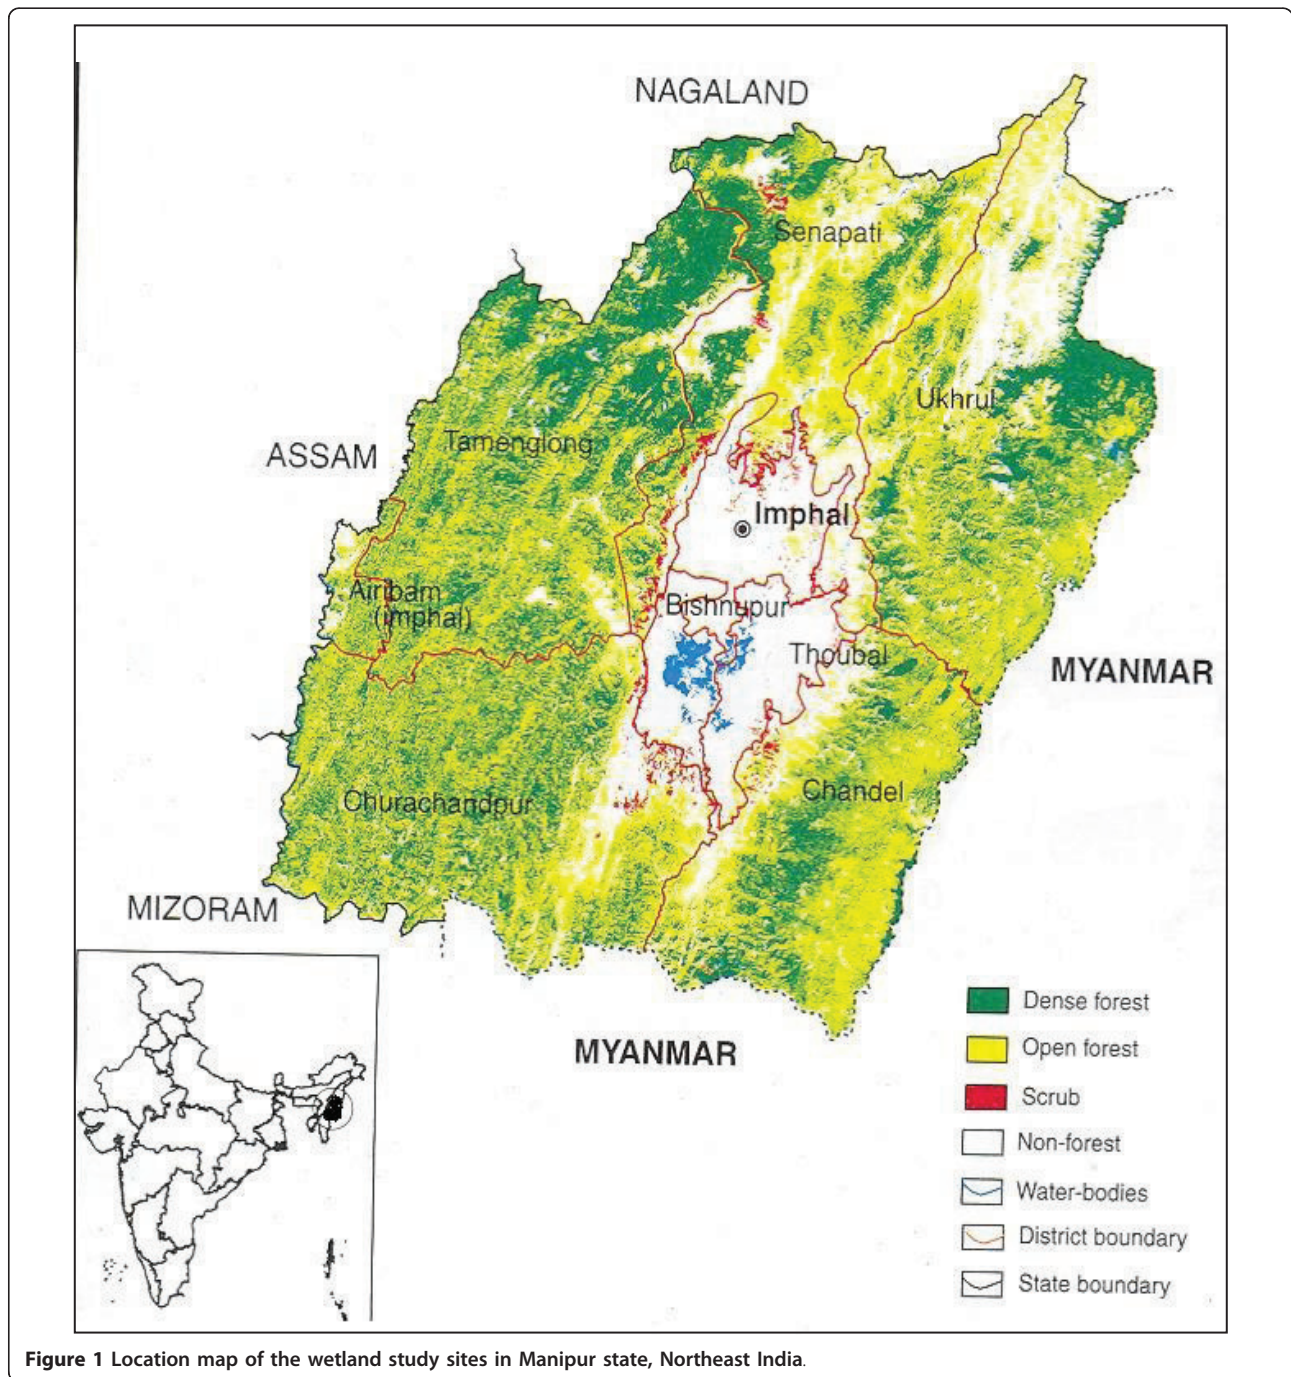 NAGALAND
Senapati
Ukhrul
Tamenglong
ASSAM
Imphal
Airibam
(imphal)
Bishnupur
Thoubal
MYANMAR
Chandel
Churachandpur
MIZORAM
MYANMAR
Dense forest
Open forest
Scrub
Non-forest
Water-bodies
District boundary
State boundary
Figure 1 Location map of the wetland study sites in Manipur state, Northeast India.